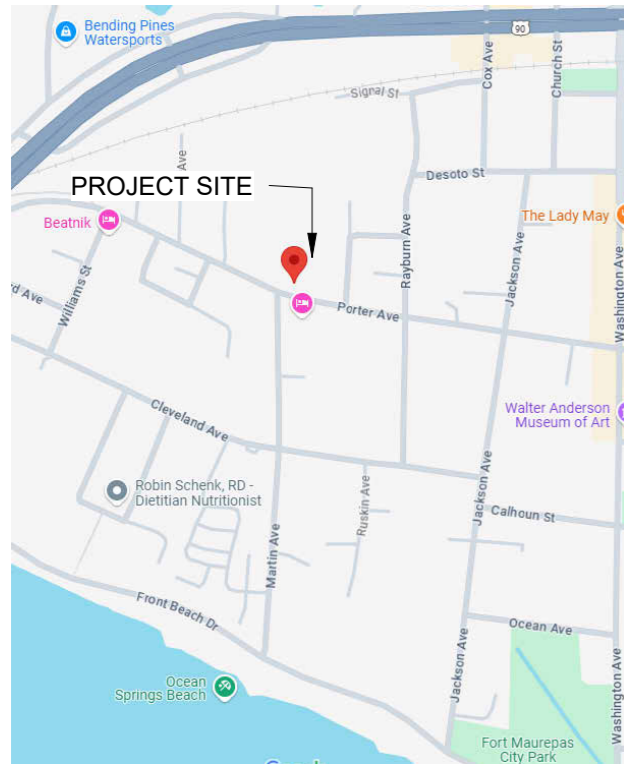 Bending Pines
Watersports
90
Cox Ave
Church St
Signal St
Ave
Desoto St
PROJECT SITE
Beatnik
The Lady May
Rayburn Ave
Jackson Ave
Washington Ave
Williams St
rd Ave
Porter Ave
Walter Anderson
Museum of Art
Cleveland Ave
Robin Schenk, RD -
Dietitian Nutritionist
Ruskin Ave
Jackson Ave
Calhoun St
Martin Ave
Front Beach Dr
Ocean Ave
Ocean
Springs Beach
Jackson Ave
Washington Ave
Fort Maurepas
City Park